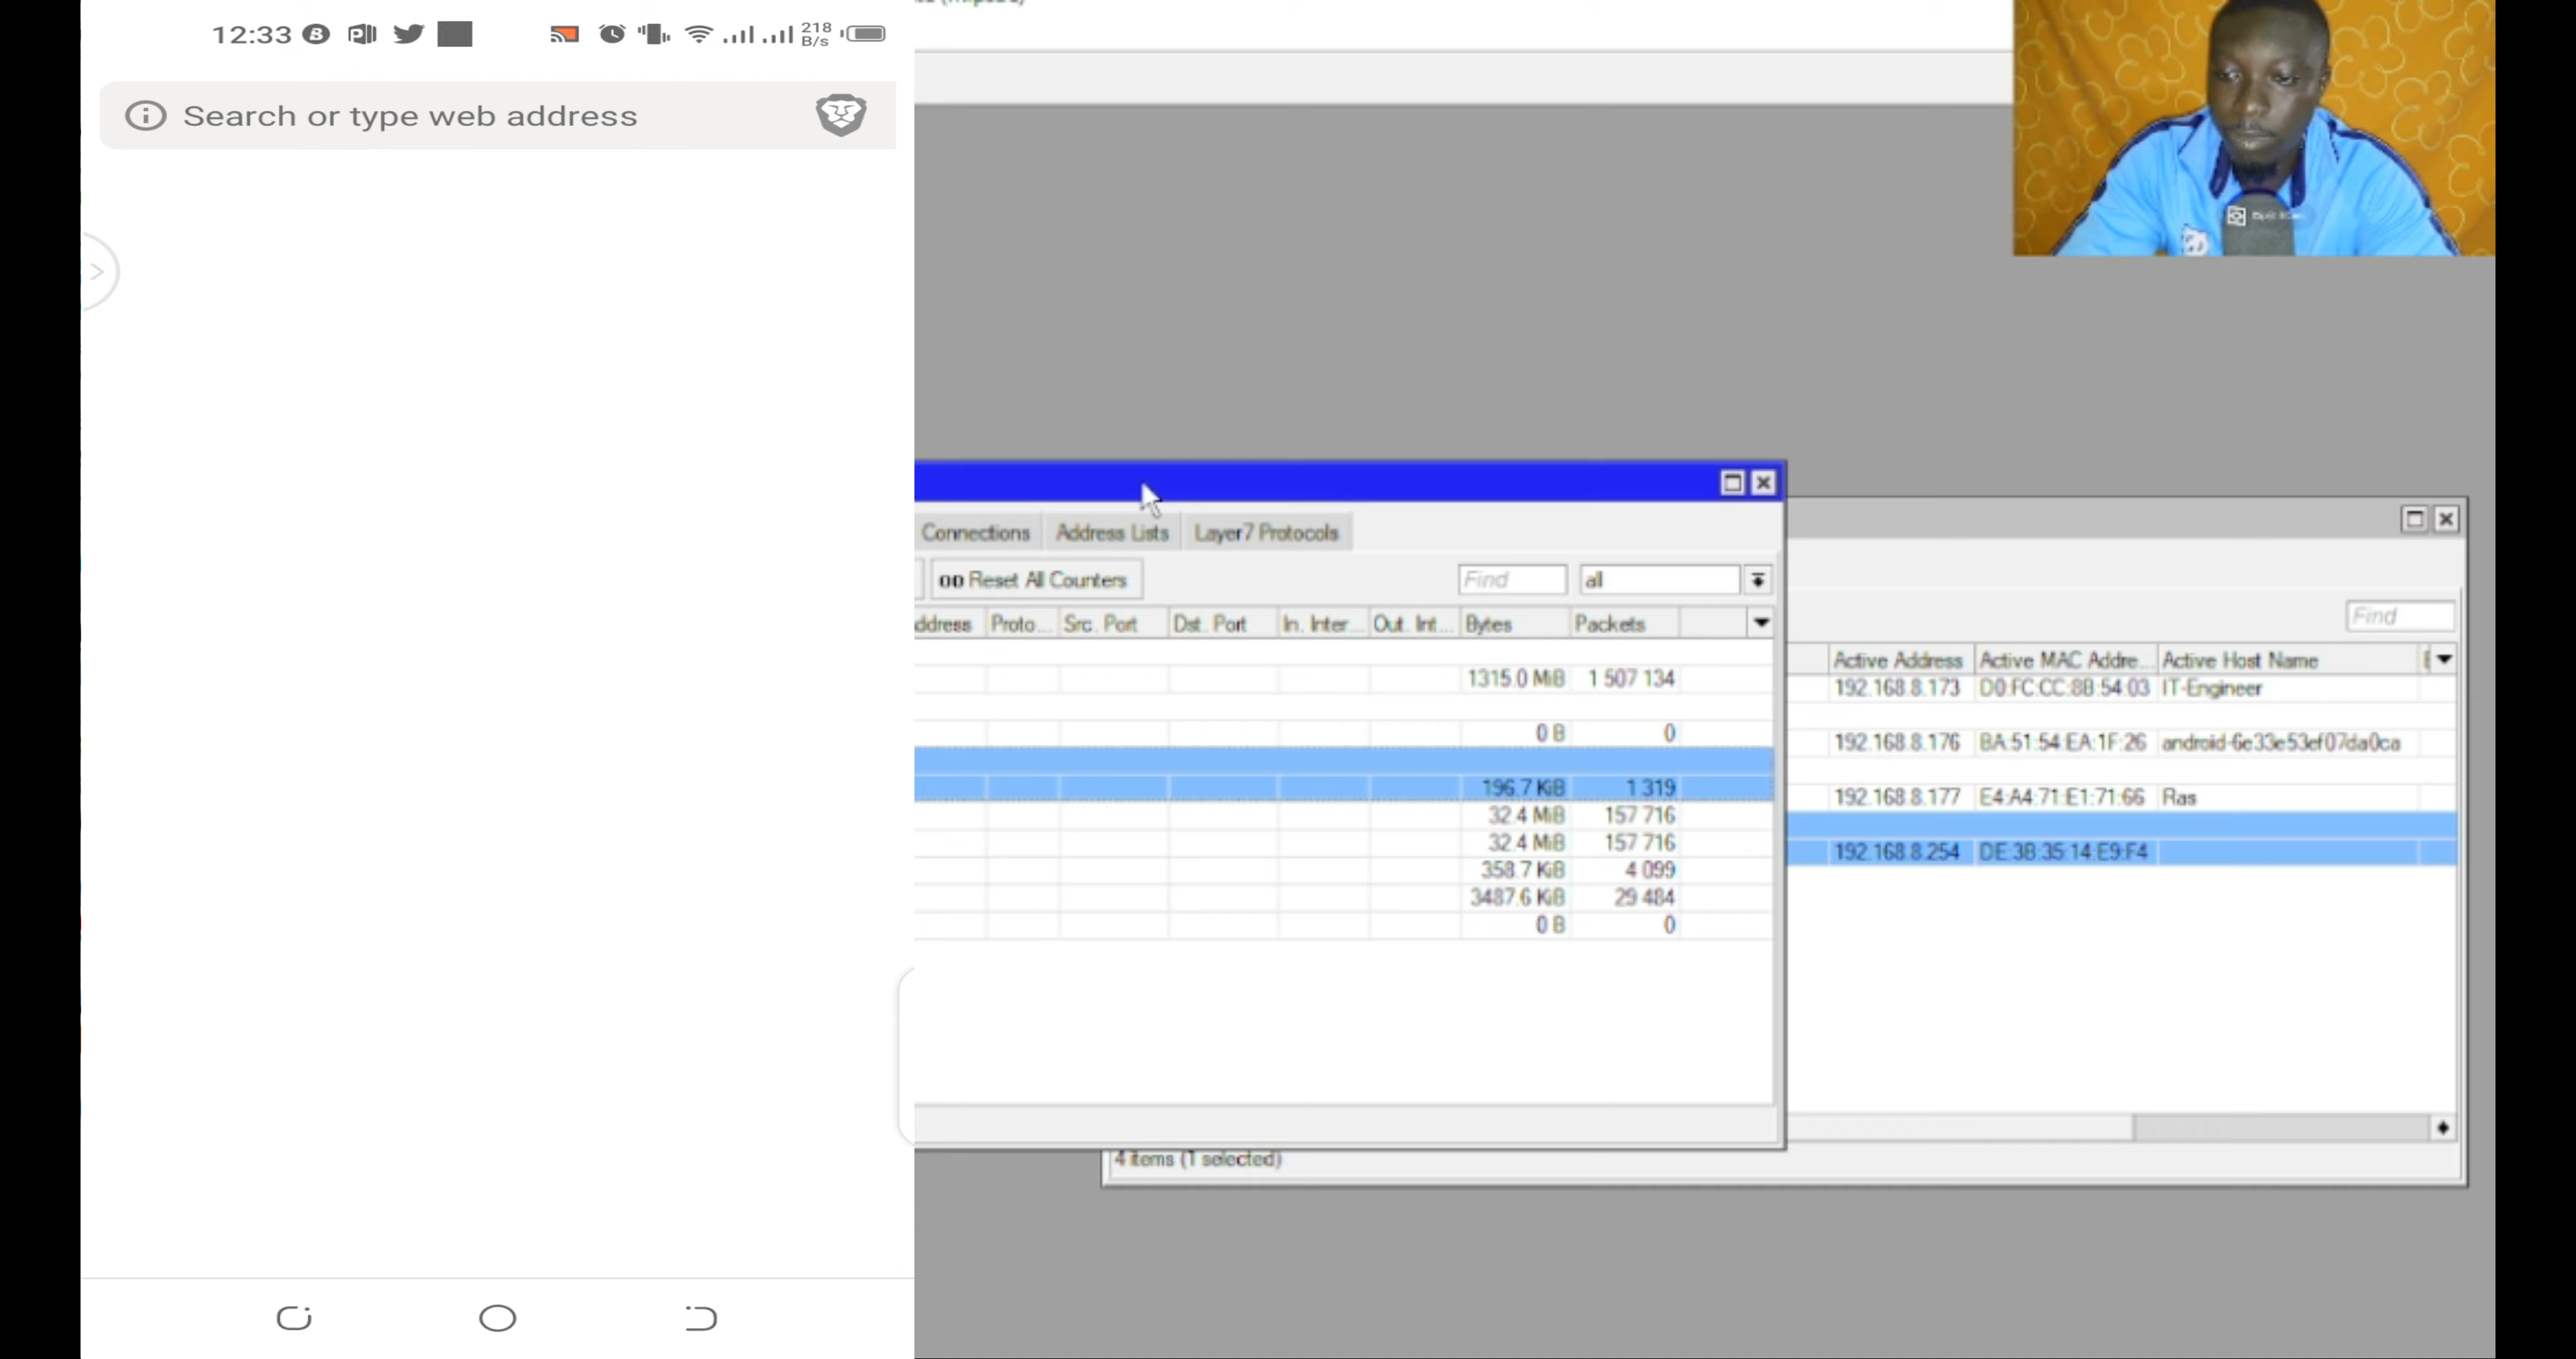 12:33
218
B/s
Search or type web address
Connections Address Lists Layer7 Protocols
00 Reset All Counters Find all
ddress Proto... Src. Port Dst. Port In. Inter... Out. Int... Bytes Packets
1315.0 MiB 1 507 134
0 B 0
196.7 KiB 1 319
32.4 MiB 157 716
32.4 MiB 157 716
358.7 KiB 4 099
3487.6 KiB 29 484
0 B 0
Find
Active Address Active MAC Addre... Active Host Name
192.168.8.173 D0:FC:CC:8B:54:03 IT-Engineer
192.168.8.176 BA:51:54:EA:1F:26 android-6e33e53ef07da0ca
192.168.8.177 E4:A4:71:E1:71:66 Ras
192.168.8.254 DE:3B:35:14:E9:F4
4 items (1 selected)